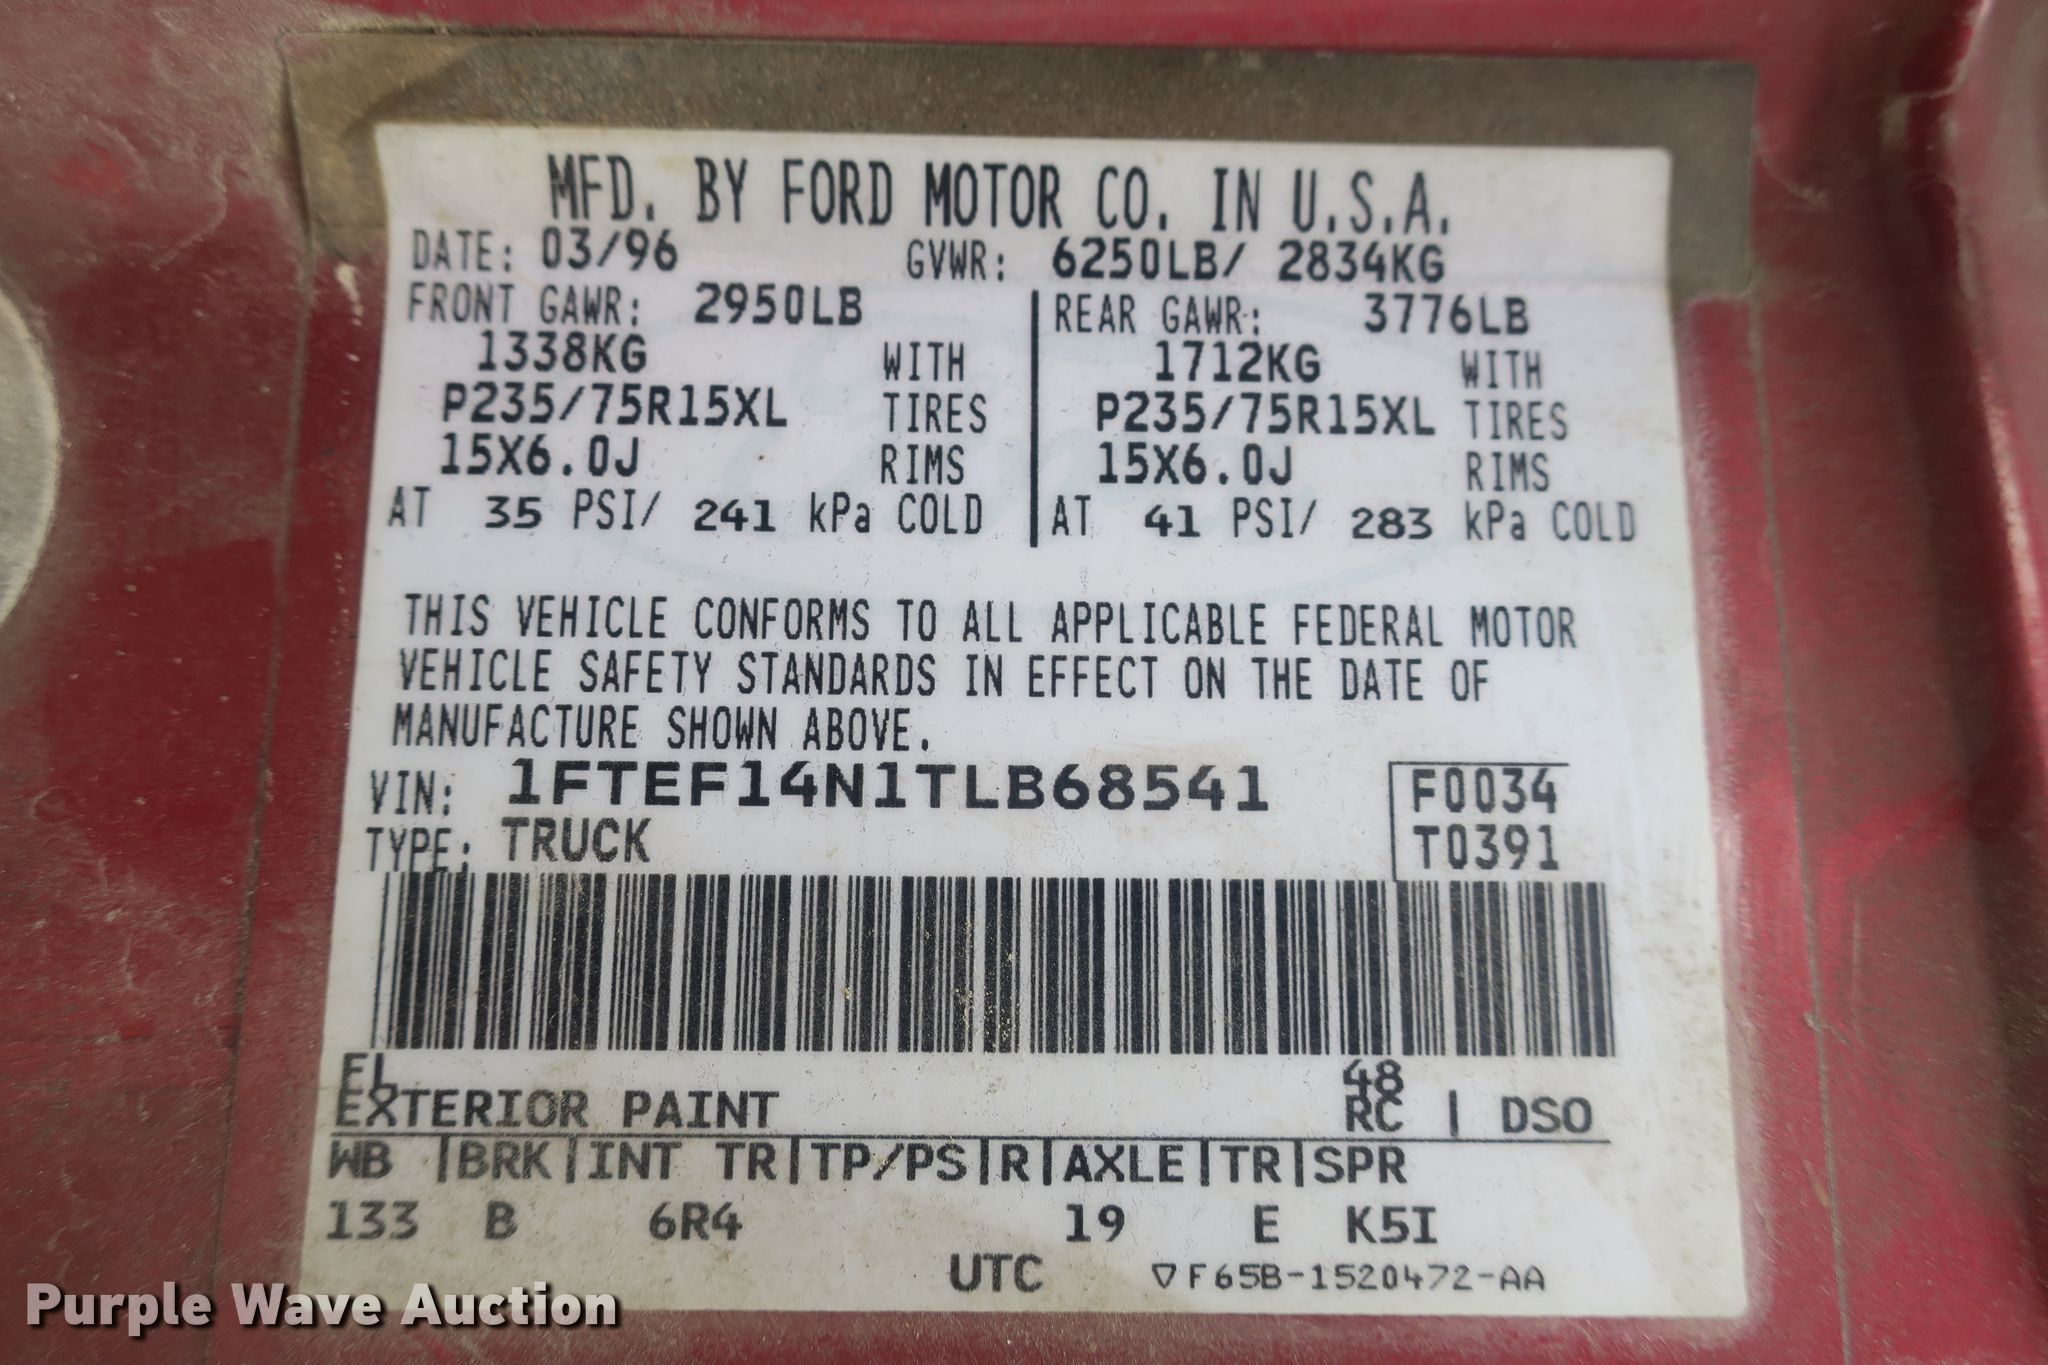 MFD. BY FORD MOTOR CO. IN U.S.A.
DATE: 03/96 GVWR: 6250LB/ 2834KG
FRONT GAWR: 2950LB
1338KG WITH
P235/75R15XL TIRES
15X6.0J RIMS
AT 35 PSI/ 241 kPa COLD
REAR GAWR: 3776LB
1712KG WITH
P235/75R15XL TIRES
15X6.0J RIMS
AT 41 PSI/ 283 kPa COLD
THIS VEHICLE CONFORMS TO ALL APPLICABLE FEDERAL MOTOR
VEHICLE SAFETY STANDARDS IN EFFECT ON THE DATE OF
MANUFACTURE SHOWN ABOVE.
VIN: 1FTEF14N1TLB68541
TYPE: TRUCK
F0034
T0391
EL 48
EXTERIOR PAINT RC | DSO
WB |BRK|INT TR|TP/PS|R|AXLE|TR|SPR
133 B 6R4 19 E K5I
UTC ▽F65B-1520472-AA
Purple Wave Auction